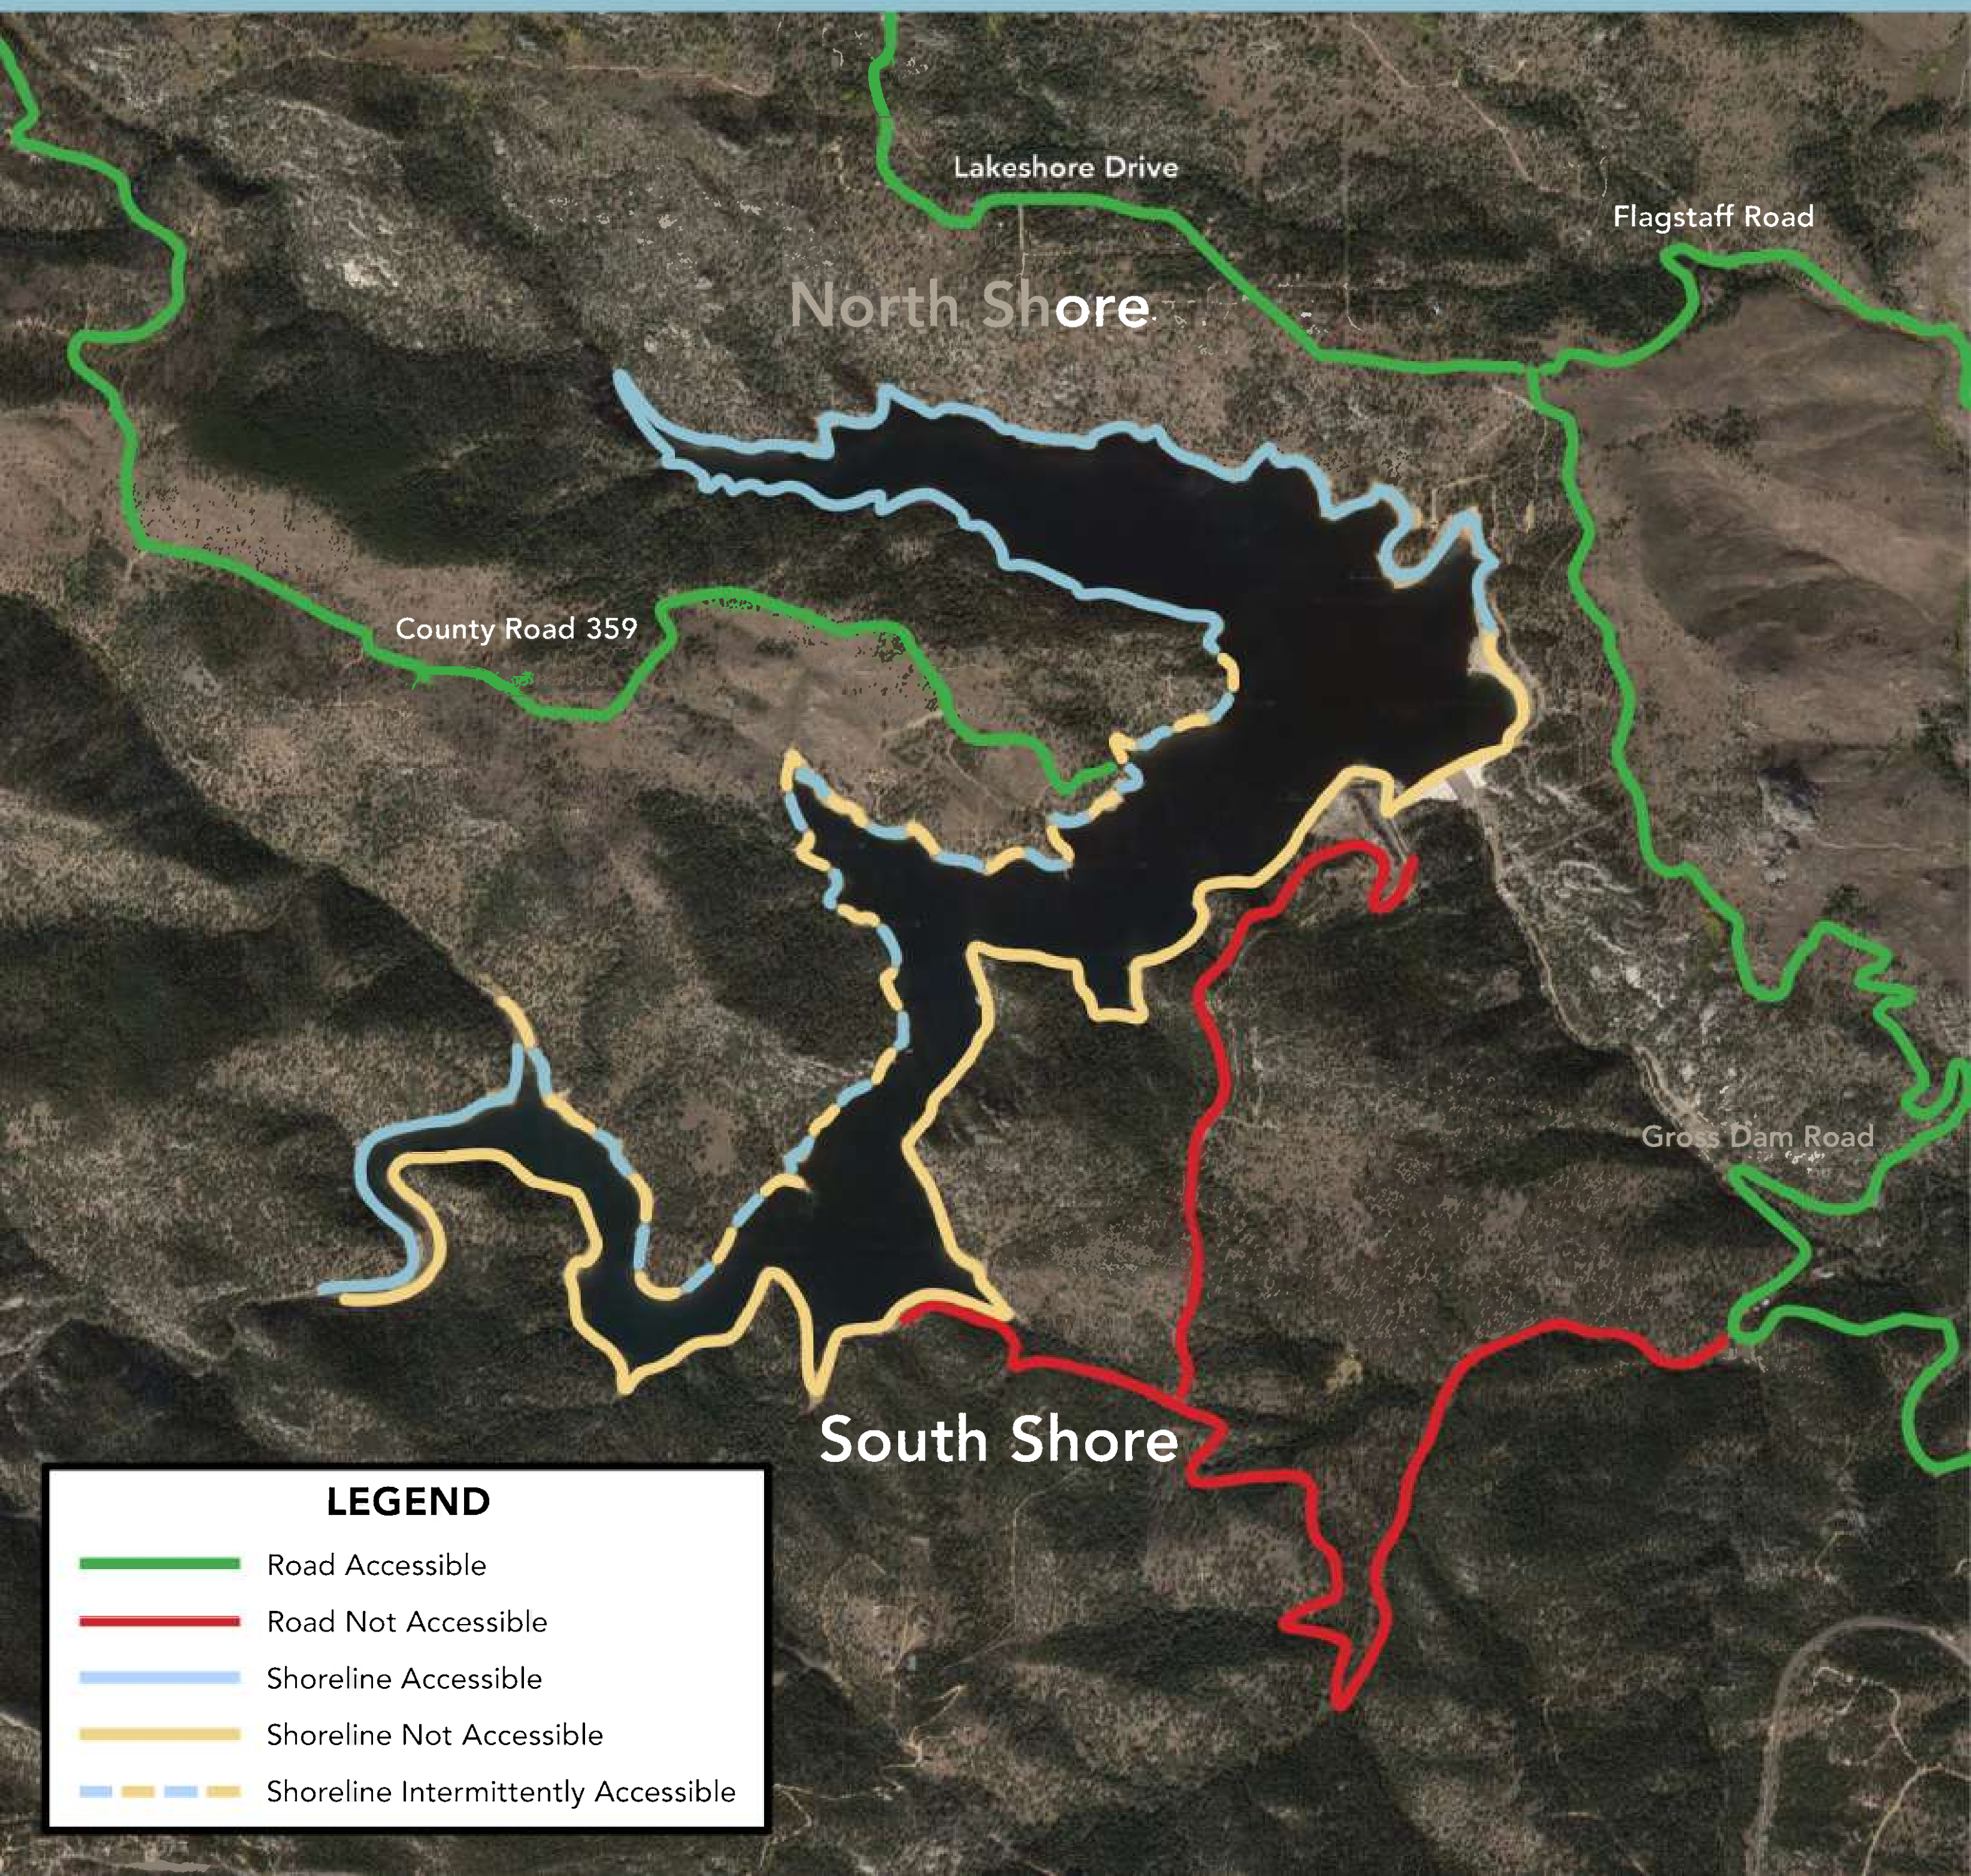 Lakeshore Drive
Flagstaff Road
North Shore
County Road 359
Gross Dam Road
South Shore
LEGEND
Road Accessible
Road Not Accessible
Shoreline Accessible
Shoreline Not Accessible
Shoreline Intermittently Accessible